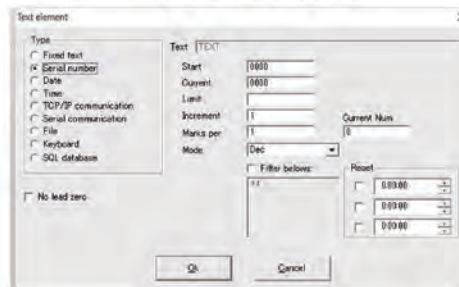 Text element
Type
Fixed text
Serial number
Date
Time
TCP/IP communication
Serial communication
File
Keyboard
SQL database
No lead zero
Text TEXT
Start 0000
Current 0000
Limit
Increment 1
Marks per 1
Mode Dec
Current Num
0
Filter belows:
44
Reset
0:00:00
0:00:00
0:00:00
Ok
Cancel